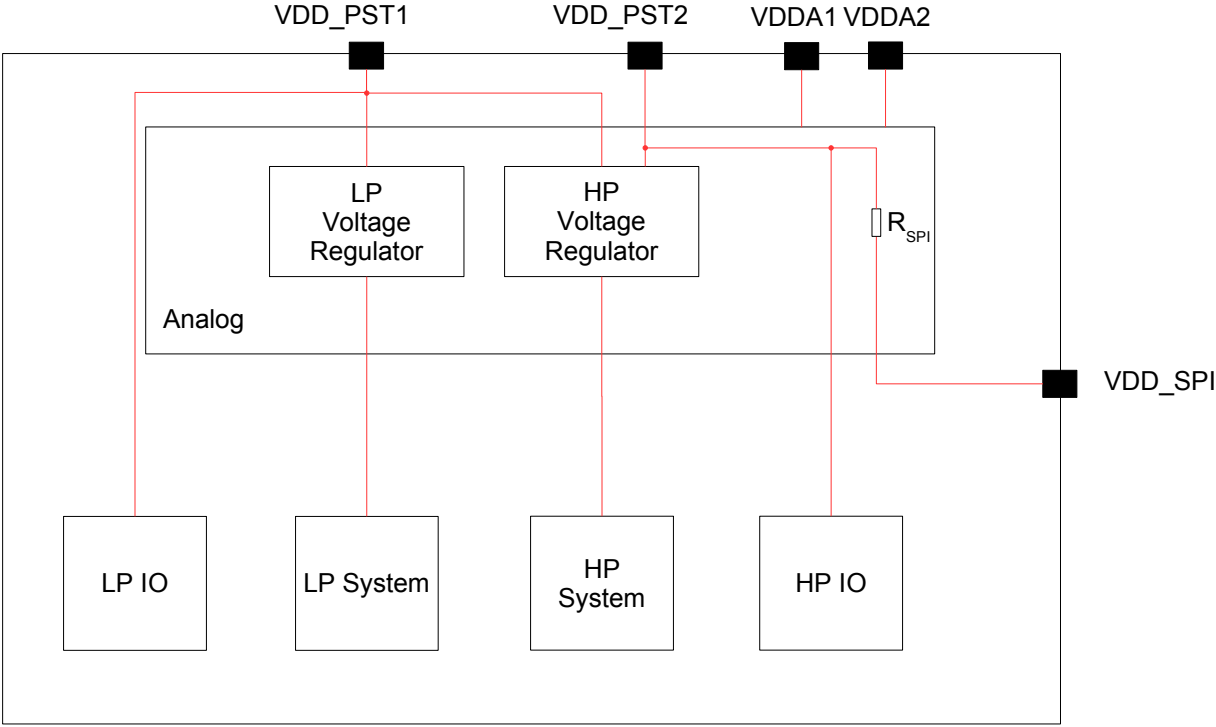 VDD_PST1
VDD_PST2
VDDA1
VDDA2
LP
Voltage
Regulator
HP
Voltage
Regulator
RSPI
Analog
VDD_SPI
LP IO
LP System
HP
System
HP IO